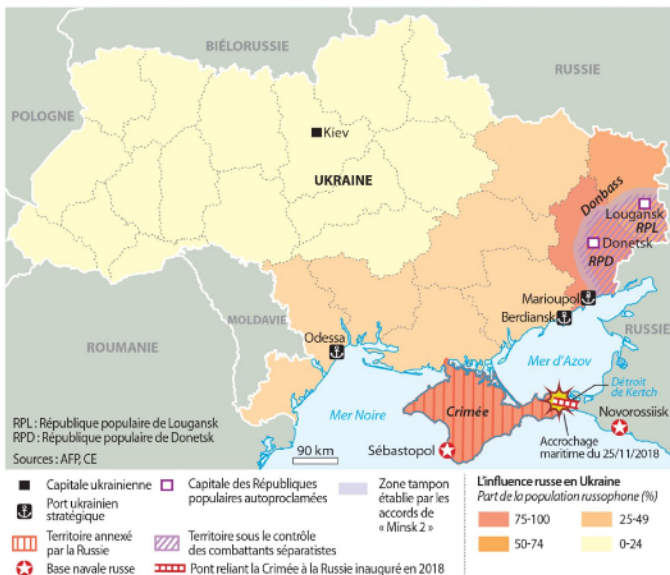 BIÉLORUSSIE
RUSSIE
POLOGNE
Kiev
UKRAINE
Donbass
Lougansk
RPL
Donetsk
RPD
Marioupol
Berdiansk
MOLDAVIE
ROUMANIE
Odessa
RUSSIE
Mer d'Azov
Détroit
de Kertch
Mer Noire
Crimée
Novorossiisk
Sébastopol
Accrochage
maritime du 25/11/2018
RPL : République populaire de Lougansk
RPD : République populaire de Donetsk
Sources : AFP, CE
90 km
Capitale ukrainienne
Port ukrainien
stratégique
Territoire annexé
par la Russie
Base navale russe
Capitale des Républiques
populaires autoproclamées
Territoire sous le contrôle
des combattants séparatistes
Pont reliant la Crimée à la Russie inauguré en 2018
Zone tampon
établie par les
accords de
« Minsk 2 »
L'influence russe en Ukraine
Part de la population russophone (%)
75-100
25-49
50-74
0-24